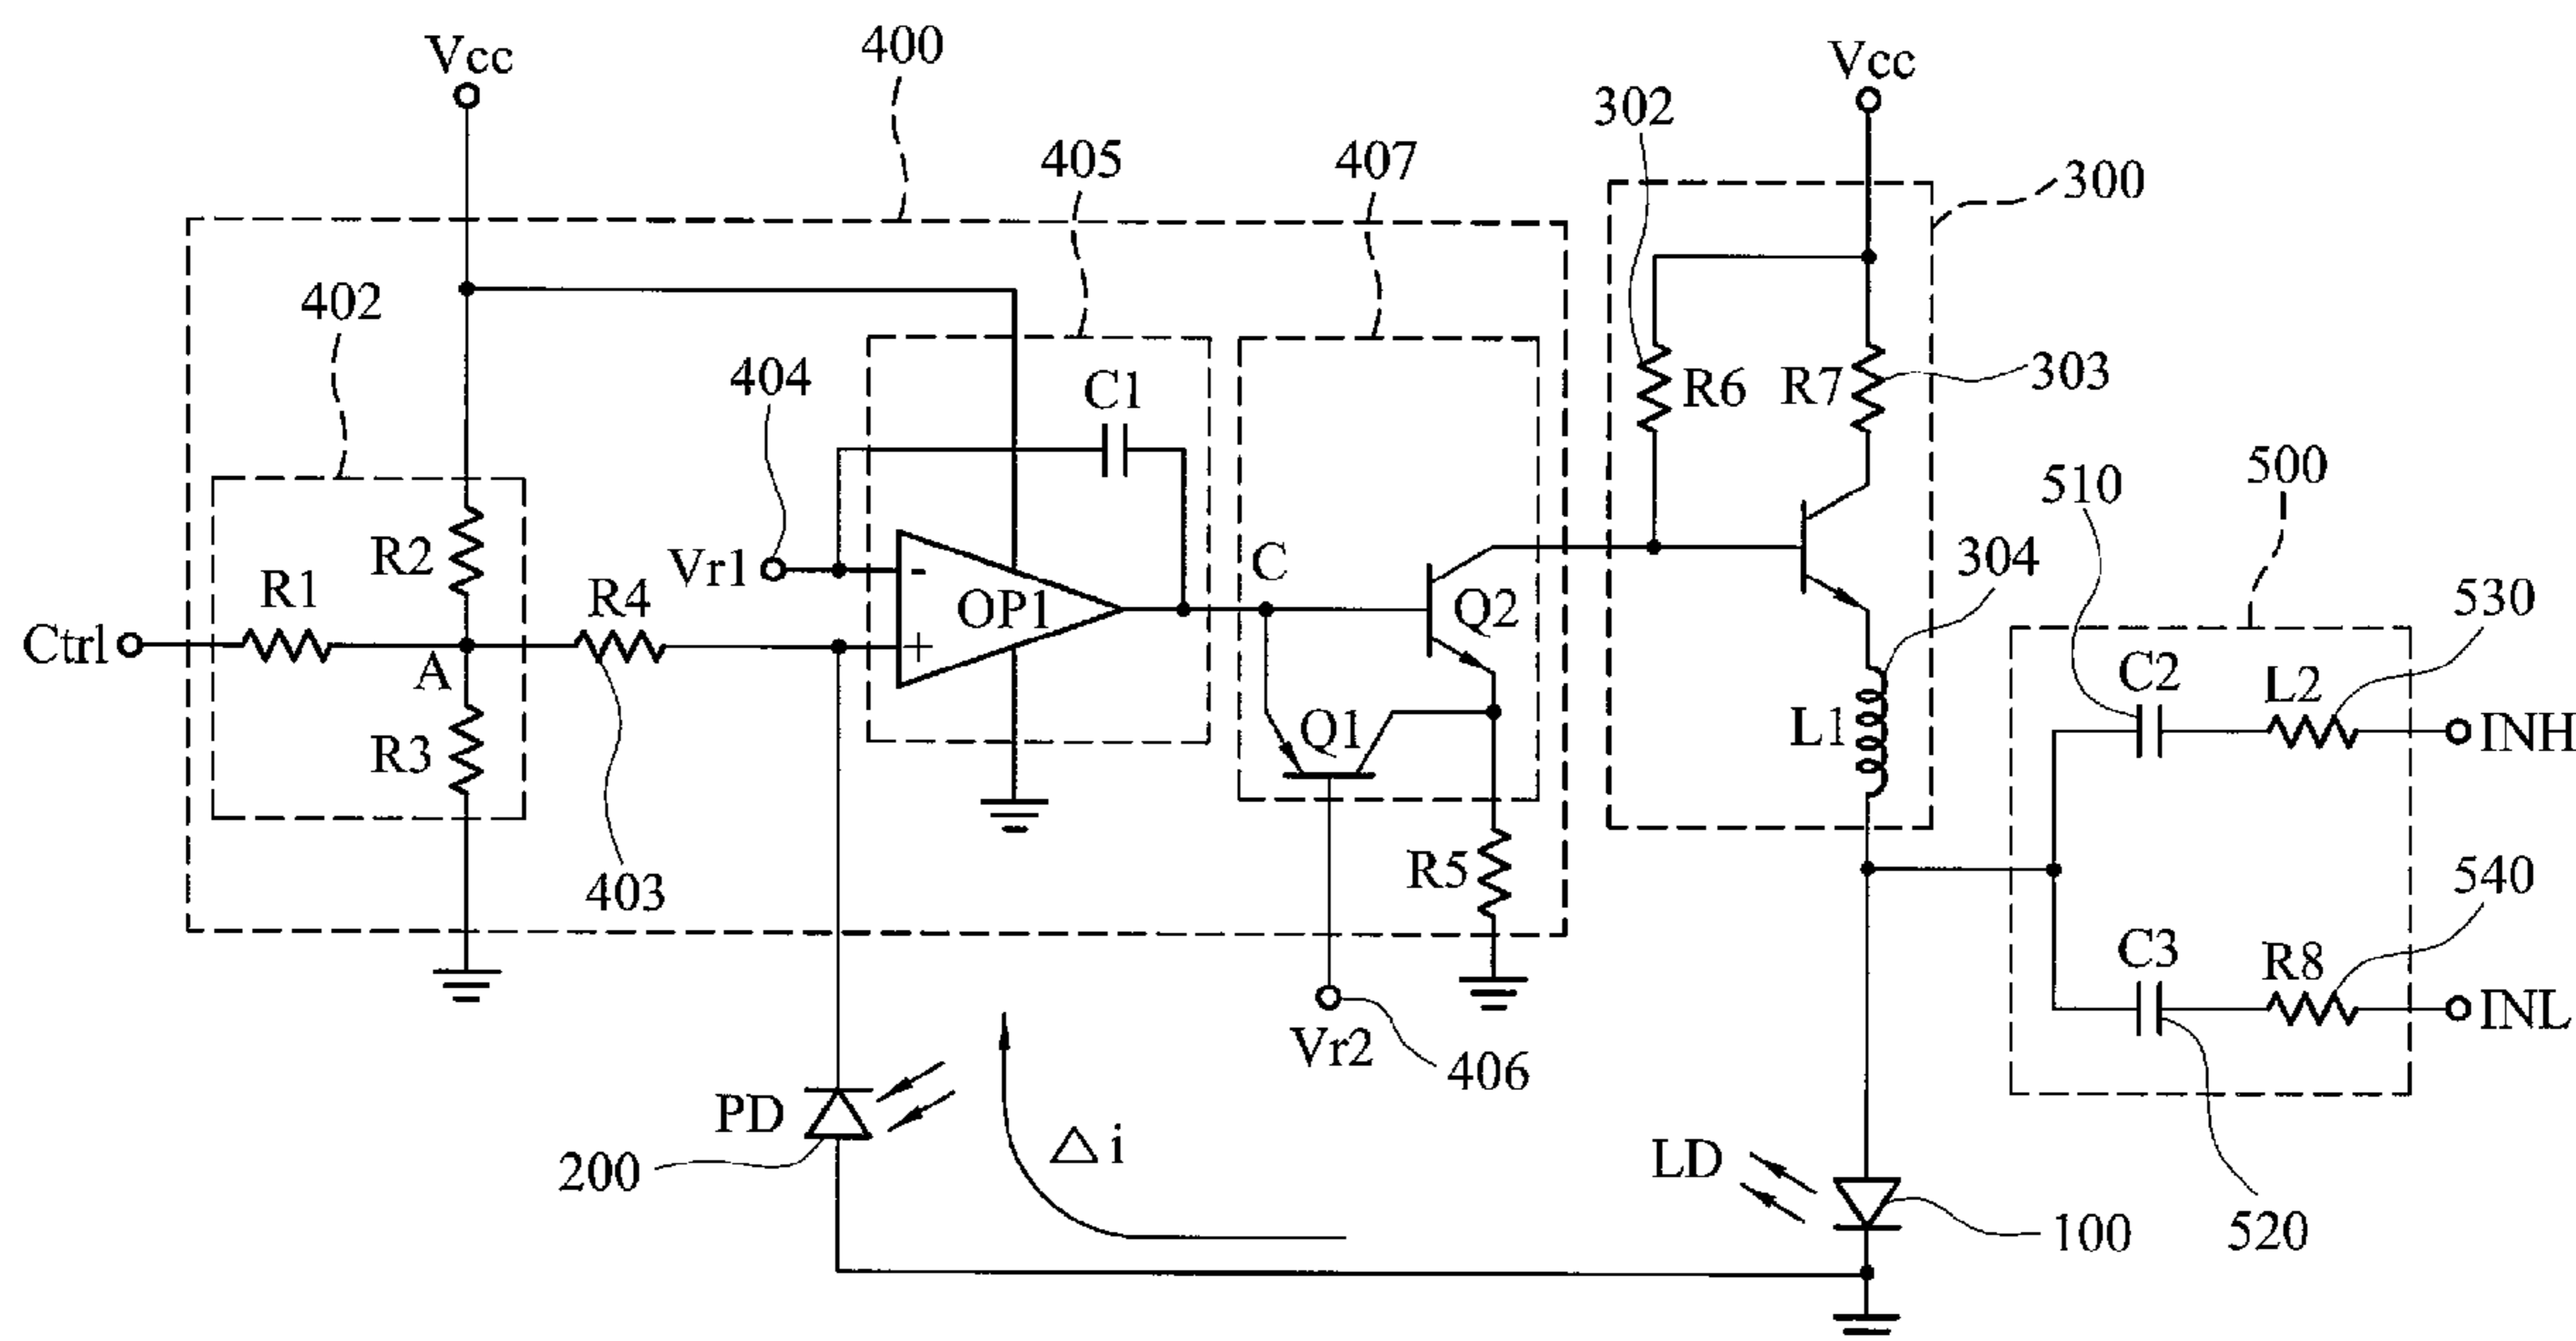 Vcc
400
Vcc
302
405
407
300
402
404
C1
R6
R7
303
510
500
Vr1
-
C
304
R2
OP1
Q2
530
R1
R4
Ctrl
+
A
C2
L2
R3
Q1
L1
INH
403
R5
540
C3
R8
INL
Vr2
406
PD
△i
LD
200
100
520